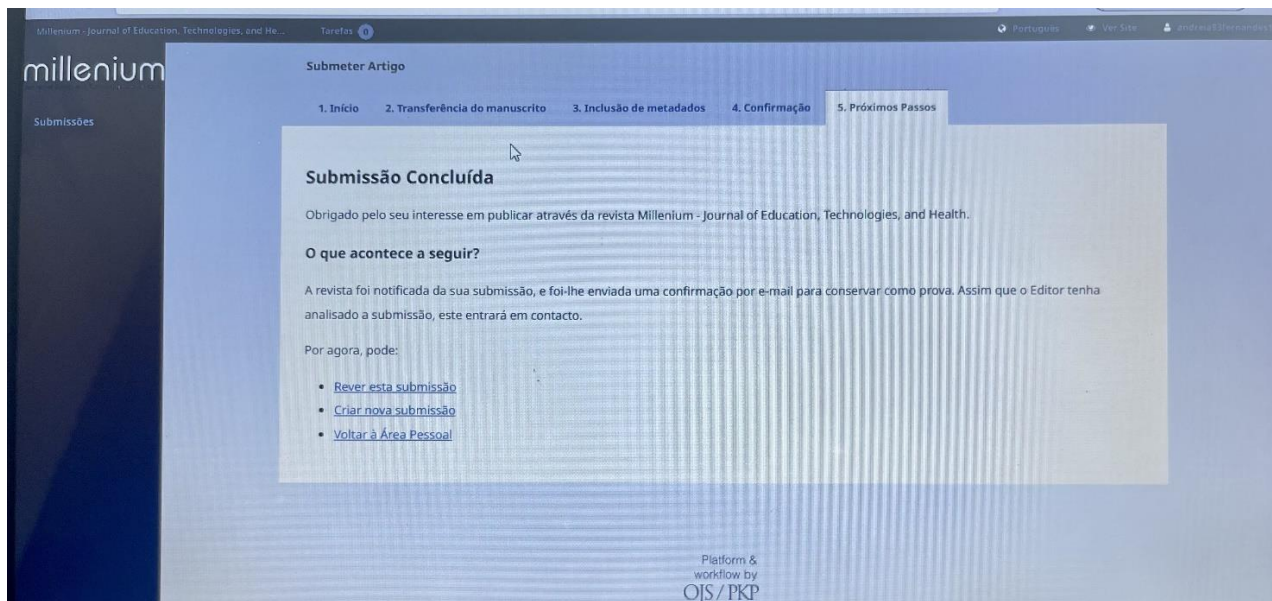 Millenium - Journal of Education, Technologies, and He...
Tarefas 0
Português
Ver Site
millenium
Submissões
Submeter Artigo
1. Início
2. Transferência do manuscrito
3. Inclusão de metadados
4. Confirmação
5. Próximos Passos
Submissão Concluída
Obrigado pelo seu interesse em publicar através da revista Millenium - Journal of Education, Technologies, and Health.
O que acontece a seguir?
A revista foi notificada da sua submissão, e foi-lhe enviada uma confirmação por e-mail para conservar como prova. Assim que o Editor tenha
analisado a submissão, este entrará em contacto.
Por agora, pode:
• Rever esta submissão
• Criar nova submissão
• Voltar à Área Pessoal
Platform &
workflow by
OJS / PKP